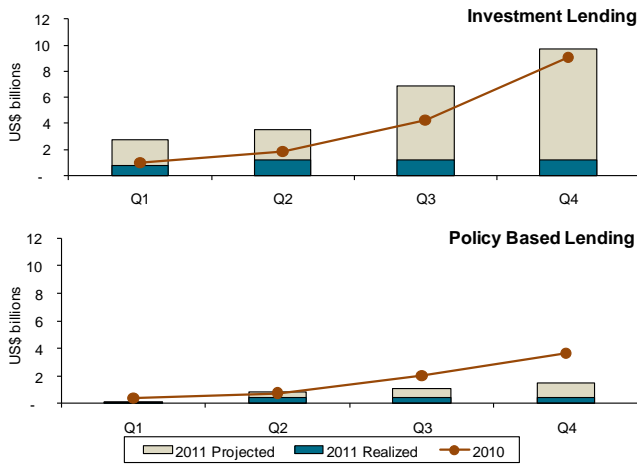 Investment Lending
US$ billions
12
10
8
6
4
2
-
Q1 Q2 Q3 Q4
Policy Based Lending
US$ billions
12
10
8
6
4
2
-
Q1 Q2 Q3 Q4
2011 Projected 2011 Realized 2010